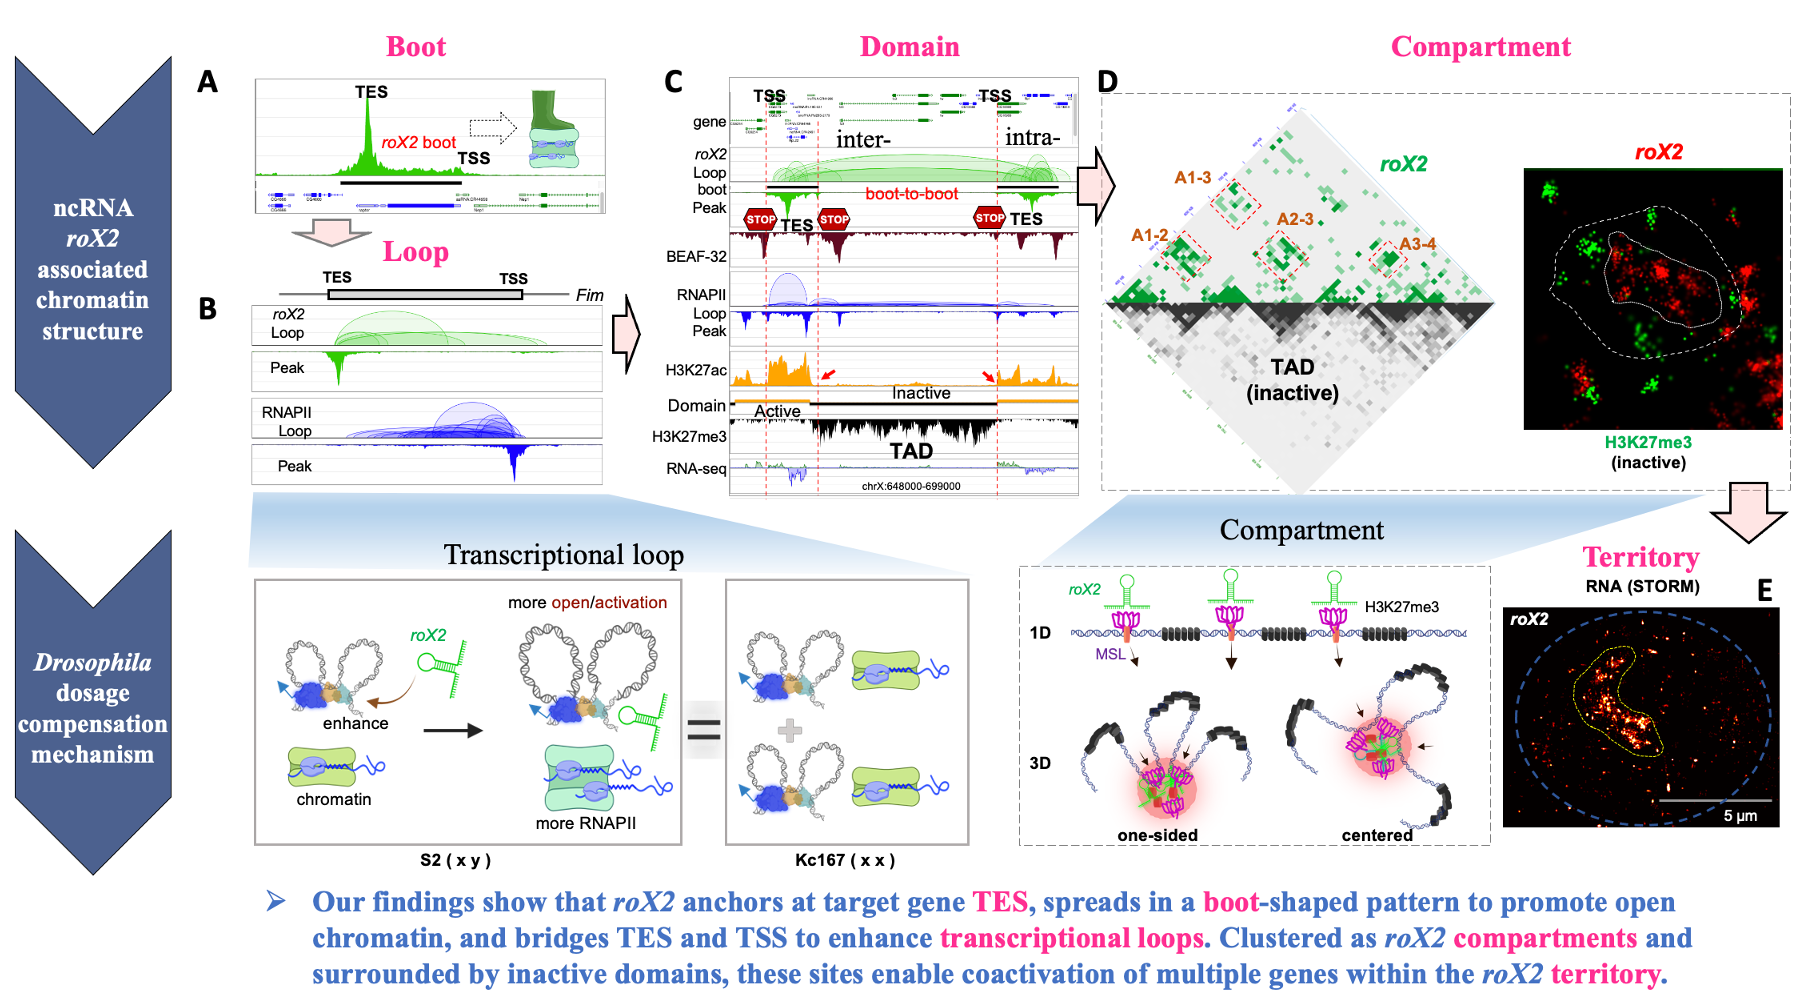 Boot
Domain
Compartment
A
TES
roX2 boot
TSS
C
TSS
TSS
gene
inter-
intra-
roX2
Loop
boot
boot-to-boot
Peak
STOP
TES
STOP
STOP
TES
BEAF-32
RNAPII
Loop
Peak
H3K27ac
Inactive
Domain
Active
H3K27me3
TAD
RNA-seq
chrX:648000-699000
D
roX2
A1-3
A1-2
A2-3
A3-4
TAD
(inactive)
roX2
H3K27me3
(inactive)
ncRNA
roX2
associated
chromatin
structure
Loop
TES
TSS
Fim
B
roX2
Loop
Peak
RNAPII
Loop
Peak
Transcriptional loop
Compartment
Territory
RNA (STORM)
E
roX2
5 μm
Drosophila
dosage
compensation
mechanism
more open/activation
roX2
enhance
chromatin
more RNAPII
=
S2 ( x y )
Kc167 ( x x )
roX2
H3K27me3
1D
MSL
3D
one-sided
centered
➢ Our findings show that roX2 anchors at target gene TES, spreads in a boot-shaped pattern to promote open
chromatin, and bridges TES and TSS to enhance transcriptional loops. Clustered as roX2 compartments and
surrounded by inactive domains, these sites enable coactivation of multiple genes within the roX2 territory.